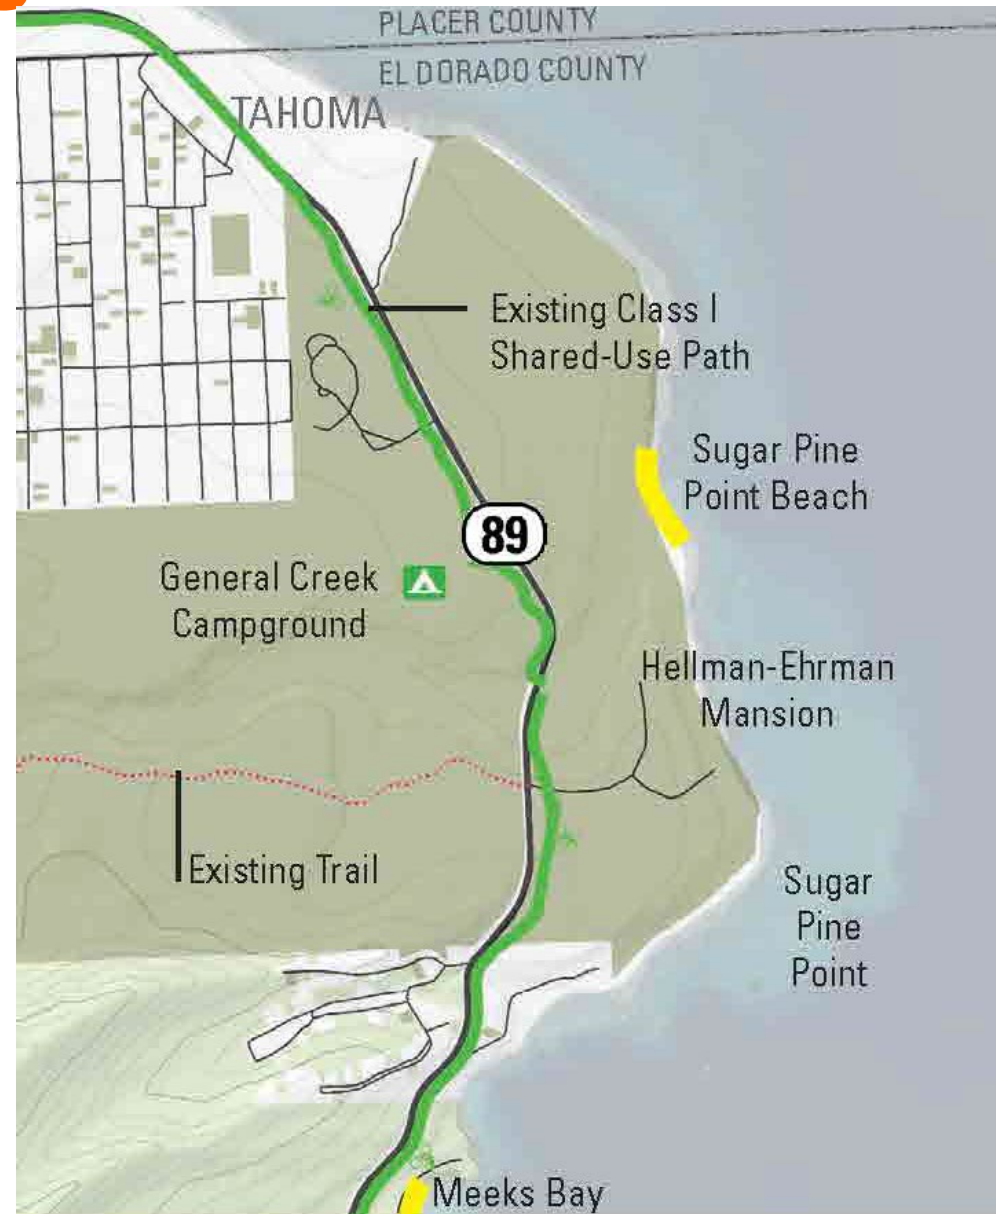 PLACER COUNTY
EL DORADO COUNTY
TAHOMA
Existing Class I
Shared-Use Path
Sugar Pine
Point Beach
89
General Creek
Campground
Hellman-Ehrman
Mansion
Existing Trail
Sugar
Pine
Point
Meeks Bay